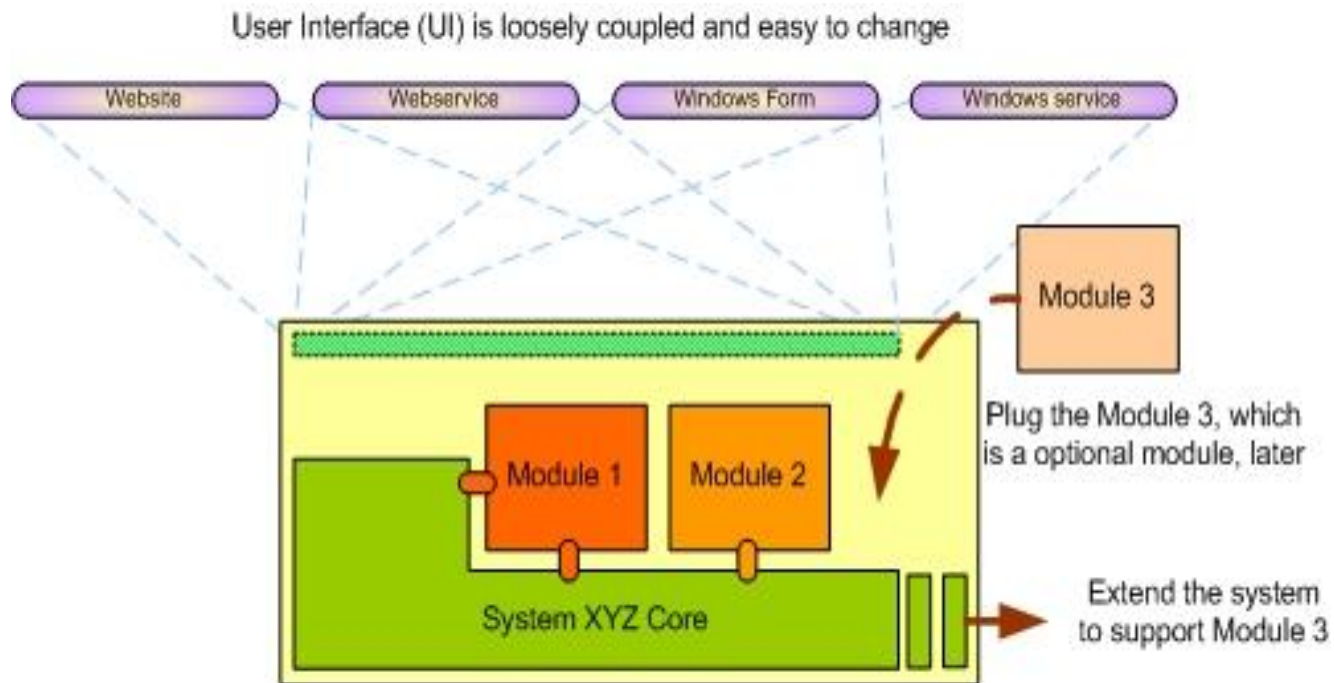 User Interface (UI) is loosely coupled and easy to change
Website
Webservice
Windows Form
Windows service
Module 3
Plug the Module 3, which
is a optional module, later
Module 1
Module 2
System XYZ Core
Extend the system
to support Module 3